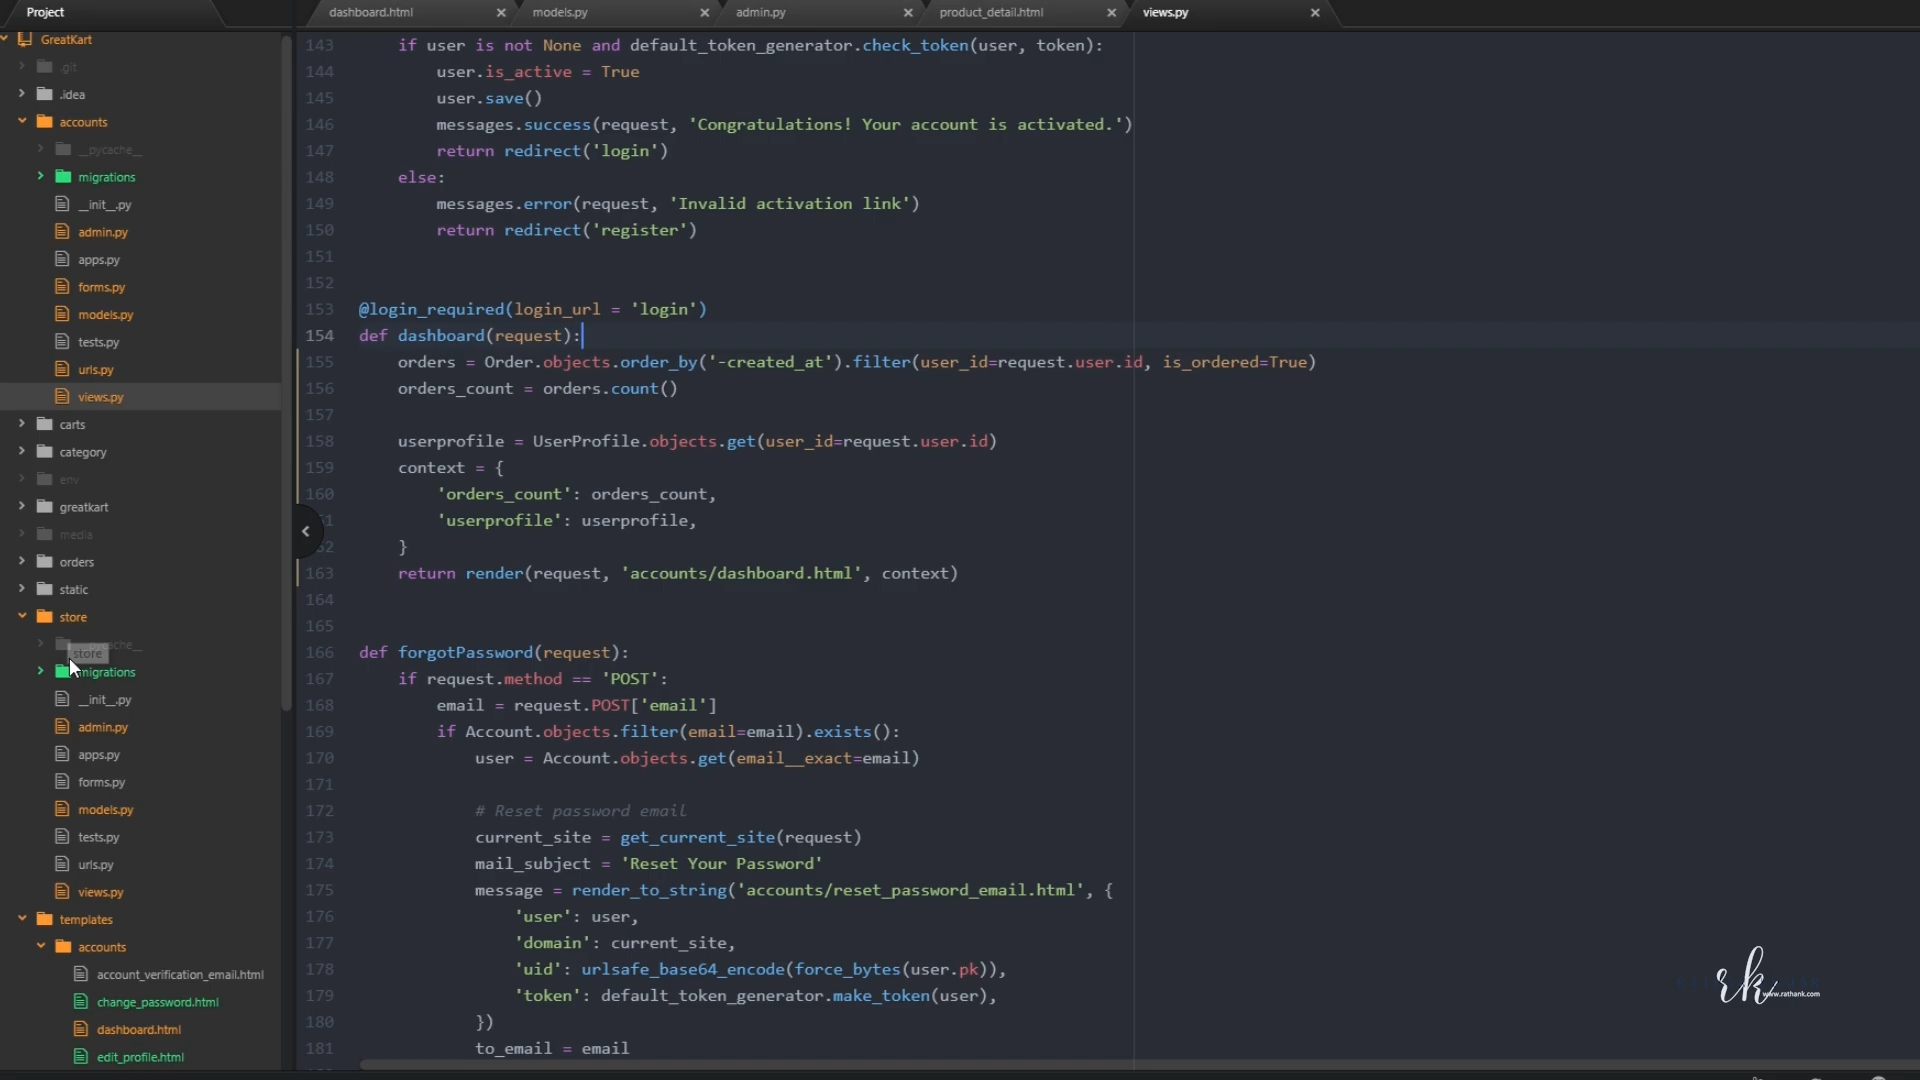 Project
GreatKart
.git
.idea
accounts
__pycache__
migrations
__init__.py
admin.py
apps.py
forms.py
models.py
tests.py
urls.py
views.py
carts
category
env
greatkart
media
orders
static
store
store
migrations
__init__.py
admin.py
apps.py
forms.py
models.py
tests.py
urls.py
views.py
templates
accounts
account_verification_email.html
change_password.html
dashboard.html
edit_profile.html
dashboard.html
models.py
admin.py
product_detail.html
views.py
143 if user is not None and default_token_generator.check_token(user, token):
144 user.is_active = True
145 user.save()
146 messages.success(request, 'Congratulations! Your account is activated.')
147 return redirect('login')
148 else:
149 messages.error(request, 'Invalid activation link')
150 return redirect('register')
151
152
153 @login_required(login_url = 'login')
154 def dashboard(request):
155 orders = Order.objects.order_by('-created_at').filter(user_id=request.user.id, is_ordered=True)
156 orders_count = orders.count()
157
158 userprofile = UserProfile.objects.get(user_id=request.user.id)
159 context = {
160 'orders_count': orders_count,
'userprofile': userprofile,
}
163 return render(request, 'accounts/dashboard.html', context)
164
165
166 def forgotPassword(request):
167 if request.method == 'POST':
168 email = request.POST['email']
169 if Account.objects.filter(email=email).exists():
170 user = Account.objects.get(email__exact=email)
171
172 # Reset password email
173 current_site = get_current_site(request)
174 mail_subject = 'Reset Your Password'
175 message = render_to_string('accounts/reset_password_email.html', {
176 'user': user,
177 'domain': current_site,
178 'uid': urlsafe_base64_encode(force_bytes(user.pk)),
179 'token': default_token_generator.make_token(user),
180 })
181 to_email = email
rk
www.rathank.com